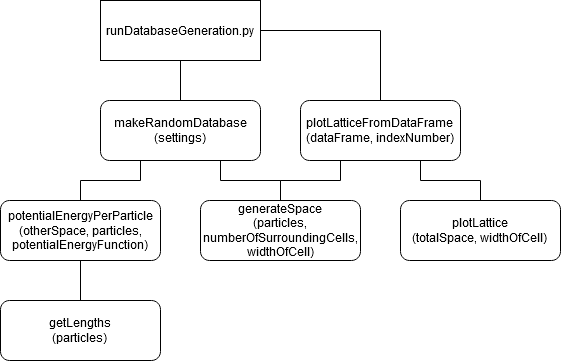 runDatabaseGeneration.py
makeRandomDatabase
(settings)
plotLatticeFromDataFrame
(dataFrame, indexNumber)
potentialEnergyPerParticle
(otherSpace, particles,
potentialEnergyFunction)
generateSpace
(particles,
numberOfSurroundingCells,
widthOfCell)
plotLattice
(totalSpace, widthOfCell)
getLengths
(particles)